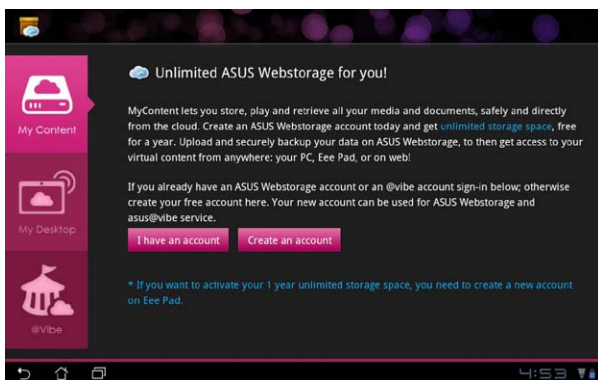 Unlimited ASUS Webstorage for you!
My Content
MyContent lets you store, play and retrieve all your media and documents, safely and directly
from the cloud. Create an ASUS Webstorage account today and get unlimited storage space, free
for a year. Upload and securely backup your data on ASUS Webstorage, to then get access to your
virtual content from anywhere: your PC, Eee Pad, or on web!
My Desktop
If you already have an ASUS Webstorage account or an @vibe account sign-in below; otherwise
create your free account here. Your new account can be used for ASUS Webstorage and
asus@vibe service.
I have an account Create an account
@Vibe
* If you want to activate your 1 year unlimited storage space, you need to create a new account
on Eee Pad.
4:53